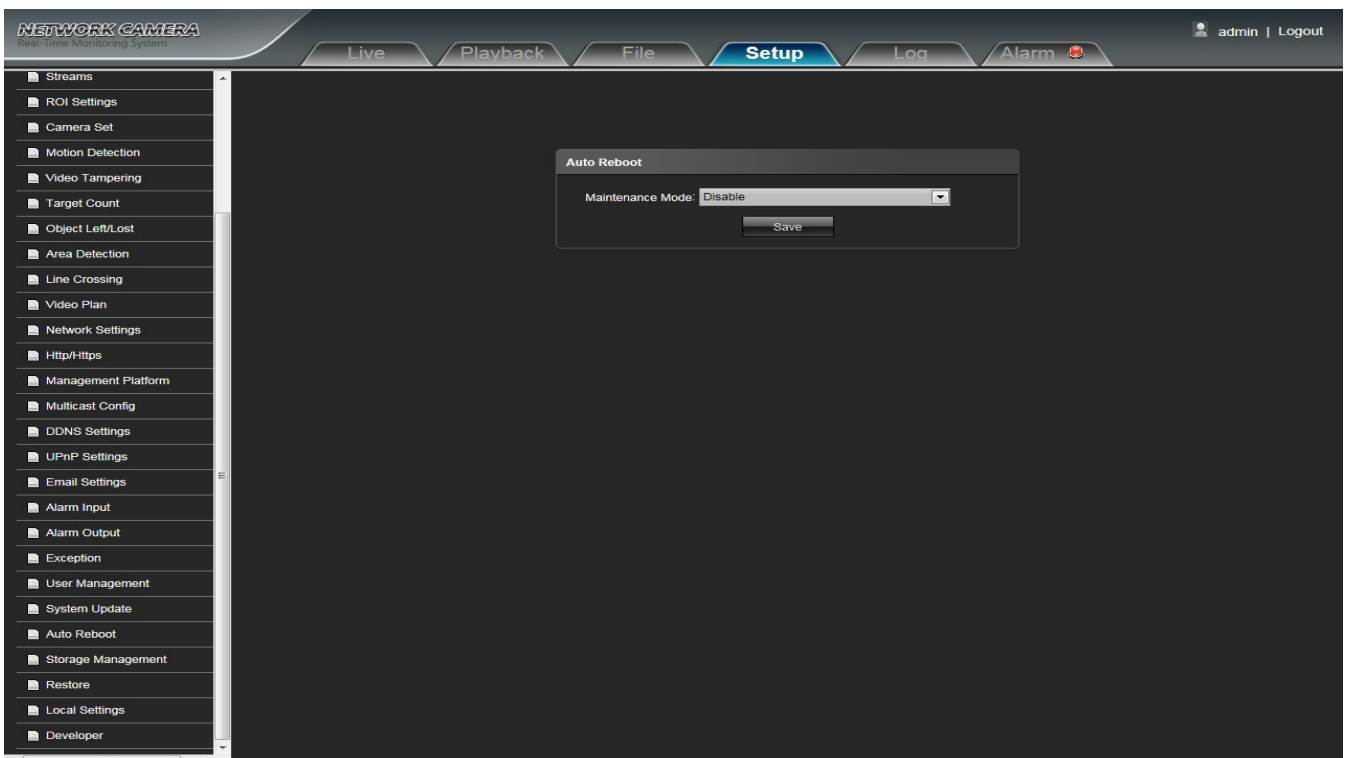 NETWORK CAMERA
Real-Time Monitoring System
admin | Logout
Live
Playback
File
Setup
Log
Alarm
Streams
ROI Settings
Camera Set
Motion Detection
Video Tampering
Target Count
Object Left/Lost
Area Detection
Line Crossing
Video Plan
Network Settings
Http/Https
Management Platform
Multicast Config
DDNS Settings
UPnP Settings
Email Settings
Alarm Input
Alarm Output
Exception
User Management
System Update
Auto Reboot
Storage Management
Restore
Local Settings
Developer
Auto Reboot
Maintenance Mode: Disable
Save